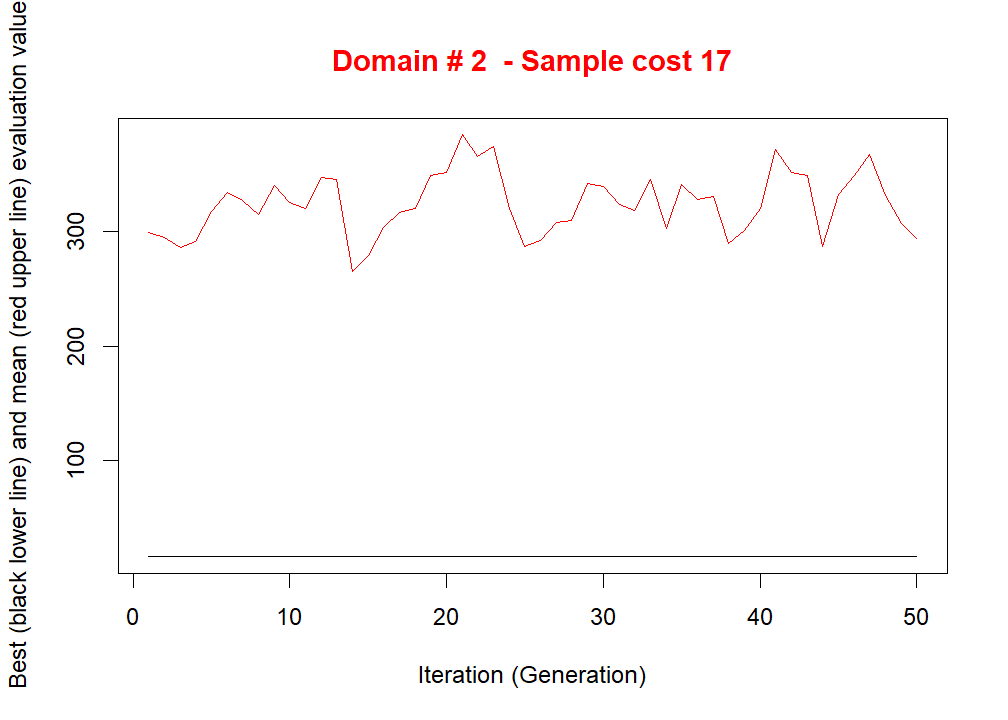 Domain # 2  - Sample cost 17
Best (black lower line) and mean (red upper line) evaluation value
300
200
100
0 10 20 30 40 50
Iteration (Generation)